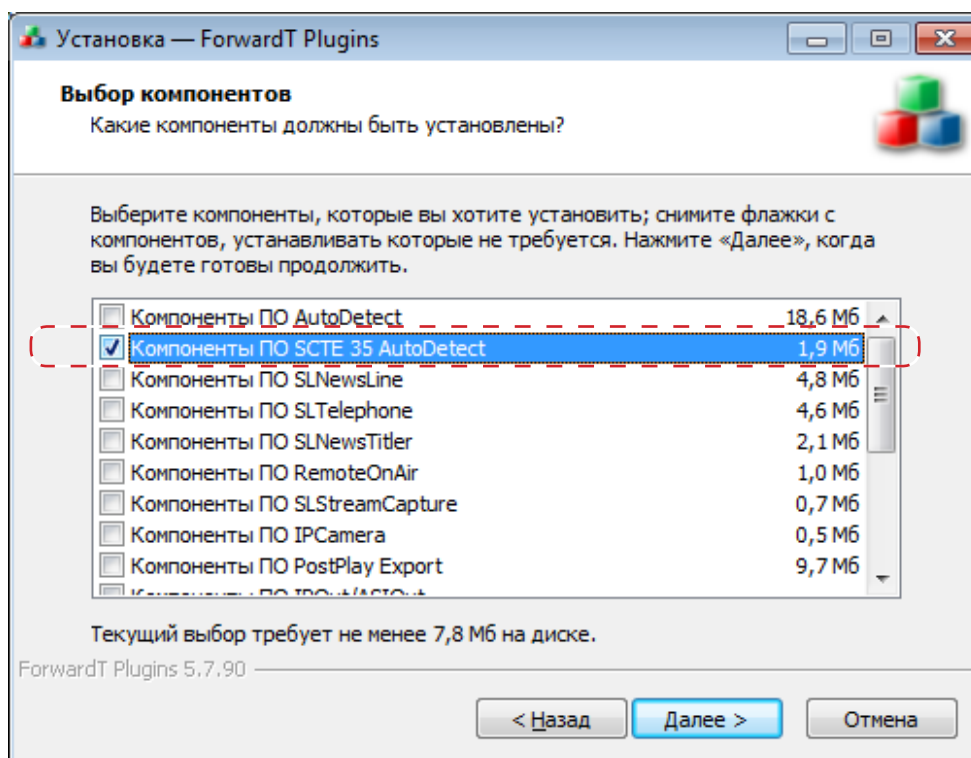 Установка — ForwardT Plugins
Выбор компонентов
Какие компоненты должны быть установлены?
Выберите компоненты, которые вы хотите установить; снимите флажки с
компонентов, устанавливать которые не требуется. Нажмите «Далее», когда
вы будете готовы продолжить.
Компоненты ПО AutoDetect 18,6 Мб
Компоненты ПО SCTE 35 AutoDetect 1,9 Мб
Компоненты ПО SLNewsLine 4,8 Мб
Компоненты ПО SLTelephone 4,6 Мб
Компоненты ПО SLNewsTitler 2,1 Мб
Компоненты ПО RemoteOnAir 1,0 Мб
Компоненты ПО SLStreamCapture 0,7 Мб
Компоненты ПО IPCamera 0,5 Мб
Компоненты ПО PostPlay Export 9,7 Мб
Компоненты ПО IPOut/ASIOut
Текущий выбор требует не менее 7,8 Мб на диске.
ForwardT Plugins 5.7.90
< Назад Далее > Отмена